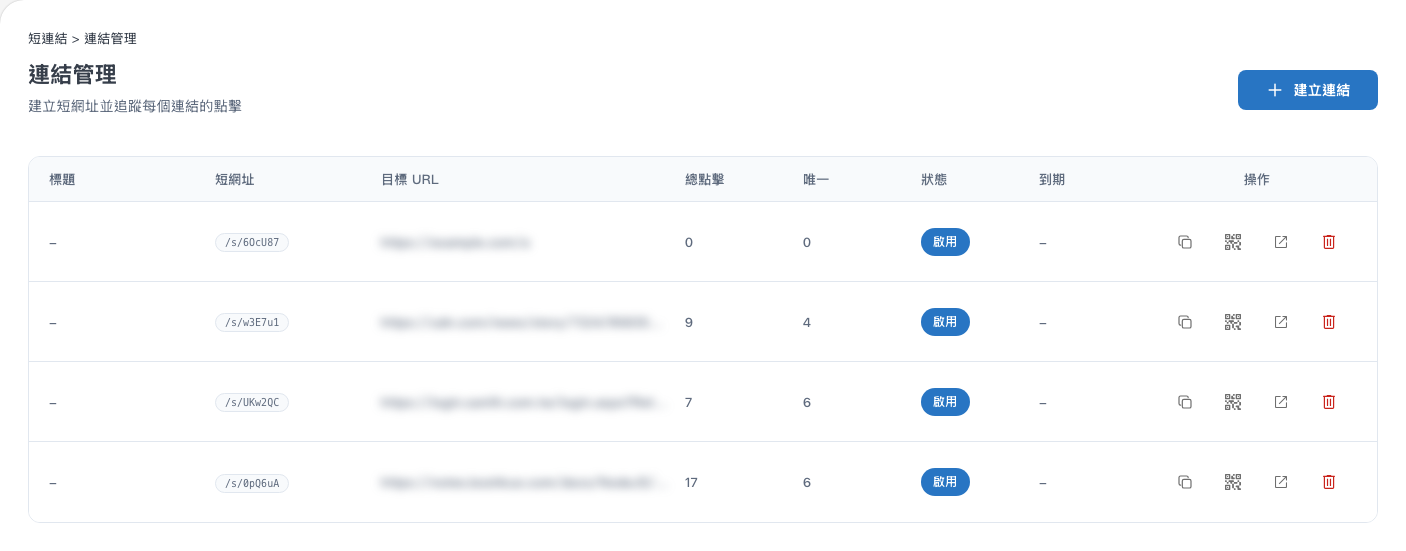 短連結 > 連結管理
連結管理
建立短網址並追蹤每個連結的點擊
+ 建立連結
標題 短網址 目標 URL 總點擊 唯一 狀態 到期 操作
– /s/6OcU87 0 0 啟用 –
– /s/w3E7u1 9 4 啟用 –
– /s/UKw2QC 7 6 啟用 –
– /s/0pQ6uA 17 6 啟用 –